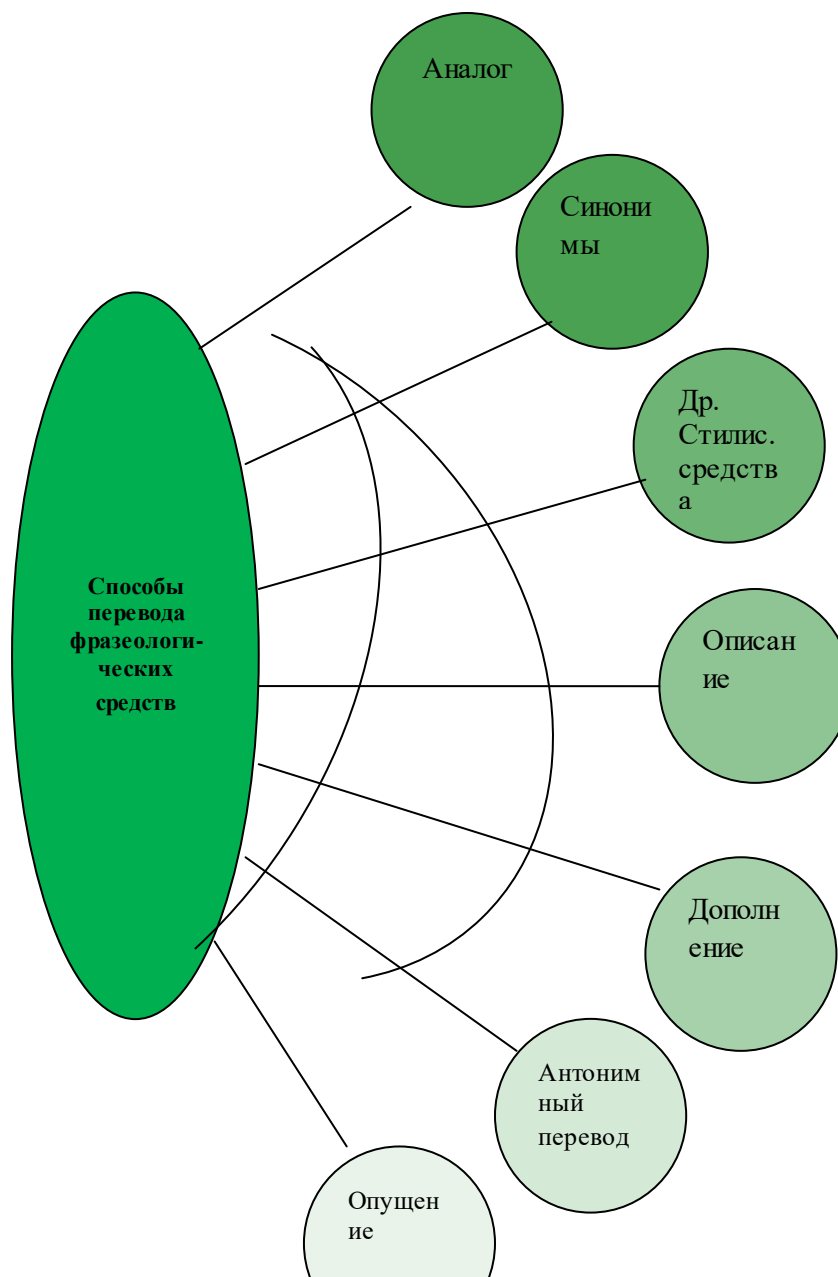 Аналог
Синони
мы
Др.
Стилис.
средств
а
Способы
перевода
фразеологи-
ческих
средств
Описан
ие
Дополн
ение
Антоним
ный
перевод
Опущен
ие